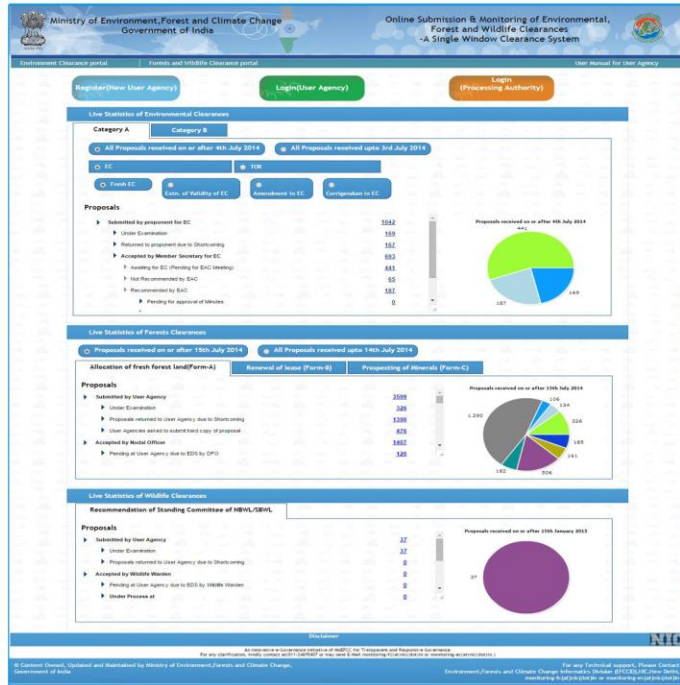 Ministry of Environment,Forest and Climate Change
Government of India
Online Submission & Monitoring of Environmental,
Forest and Wildlife Clearances
-A Single Window Clearance System
Environment Clearance portal
Forests and Wildlife Clearance portal
User Manual for User Agency
Register(New User Agency)
Login(User Agency)
Login
(Processing Authority)
Live Statistics of Environmental Clearances
Category A
Category B
All Proposals received on or after 4th July 2014
All Proposals received upto 3rd July 2014
EC
TOR
Fresh EC
Extn. of Validity of EC
Amendment in EC
Corrigendum in EC
Proposals
Submitted by proponent for EC 1042
Under Examination 169
Returned to proponent due to Shortcoming 167
Accepted by Member Secretary for EC 693
Awaiting for EC (Pending for EAC Meeting) 441
Not Recommended by EAC 65
Recommended by EAC 187
Pending for approval of Minutes 0
Proposals received on or after 4th July 2014
441
187
169
Live Statistics of Forests Clearances
Proposals received on or after 15th July 2014
All Proposals received upto 14th July 2014
Allocation of fresh forest land(Form-A)
Renewal of lease (Form-B)
Prospecting of Minerals (Form-C)
Proposals
Submitted by User Agency 3599
Under Examination 326
Proposals returned to User Agency due to Shortcoming 1390
User Agencies asked to submit hard copy of proposal 476
Accepted by Nodal Officer 1407
Pending at User Agency due to EDS by DFO 120
Proposals received on or after 15th July 2014
106
134
326
185
161
506
182
Live Statistics of Wildlife Clearances
Recommendation of Standing Committee of NBWL/SBWL
Proposals
Submitted by User Agency 37
Under Examination 37
Proposals returned to User Agency due to Shortcoming 0
Accepted by Wildlife Warden 0
Pending at User Agency due to EDS by Wildlife Warden 0
Under Process at 0
Proposals received on or after 15th January 2015
37
Disclaimer
NIC
An interactive e-Governance initiative of MoEFCC for Transparent and Responsive Governance.
© Content Owned, Updated and Maintained by Ministry of Environment,Forests and Climate Change,
Government of India
For any Technical support, Please Contact